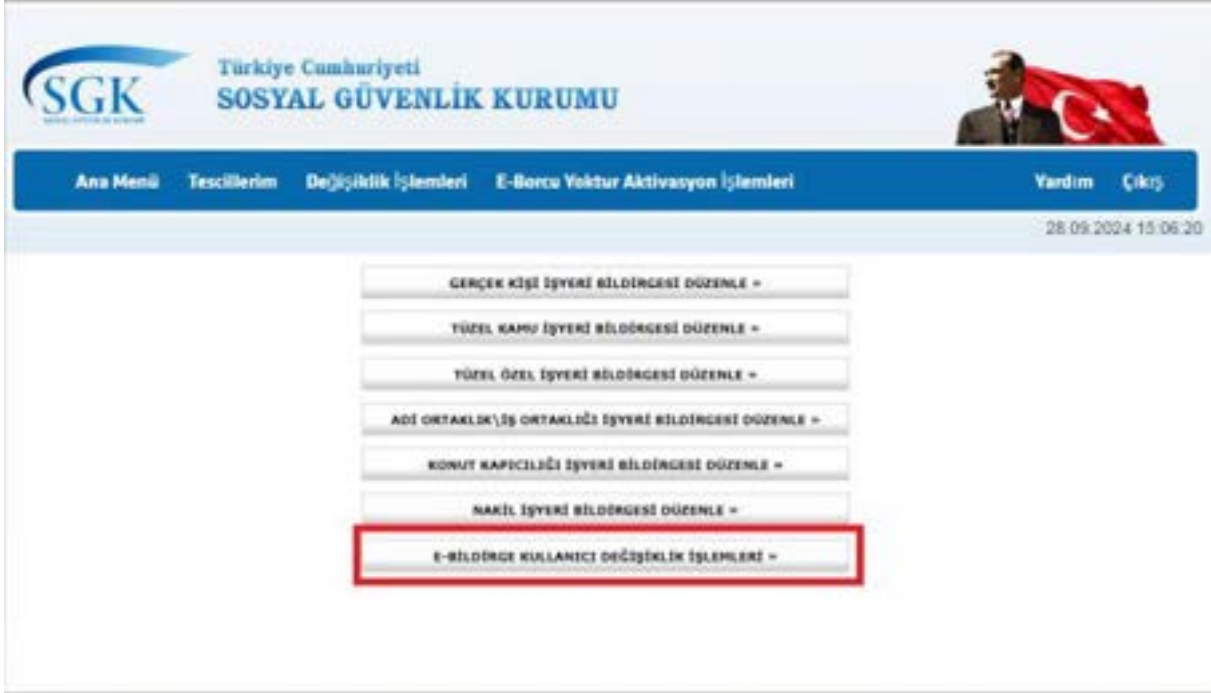 SGK
Türkiye Cumhuriyeti
SOSYAL GÜVENLİK KURUMU
Ana Menü Tescillerim Değişiklik İşlemleri E-Borcu Yoktur Aktivasyon İşlemleri Yardım Çıkış
28.09.2024 15:06:20
GERÇEK KİŞİ İŞYERİ BİLDİRGESİ DÜZENLE »
TÜZEL KAMU İŞYERİ BİLDİRGESİ DÜZENLE »
TÜZEL ÖZEL İŞYERİ BİLDİRGESİ DÜZENLE »
ADİ ORTAKLIK\İŞ ORTAKLIĞI İŞYERİ BİLDİRGESİ DÜZENLE »
KONUT KAPICILIĞI İŞYERİ BİLDİRGESİ DÜZENLE »
NAKİL İŞYERİ BİLDİRGESİ DÜZENLE »
E-BİLDİRGE KULLANICI DEĞİŞİKLİK İŞLEMLERİ »